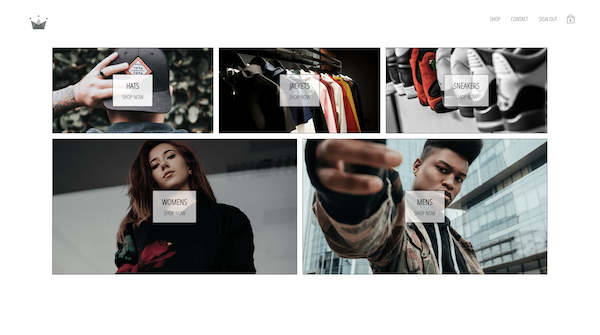 SHOP
CONTACT
SIGN OUT
HATS
SHOP NOW
JACKETS
SHOP NOW
SNEAKERS
SHOP NOW
WOMENS
SHOP NOW
MENS
SHOP NOW